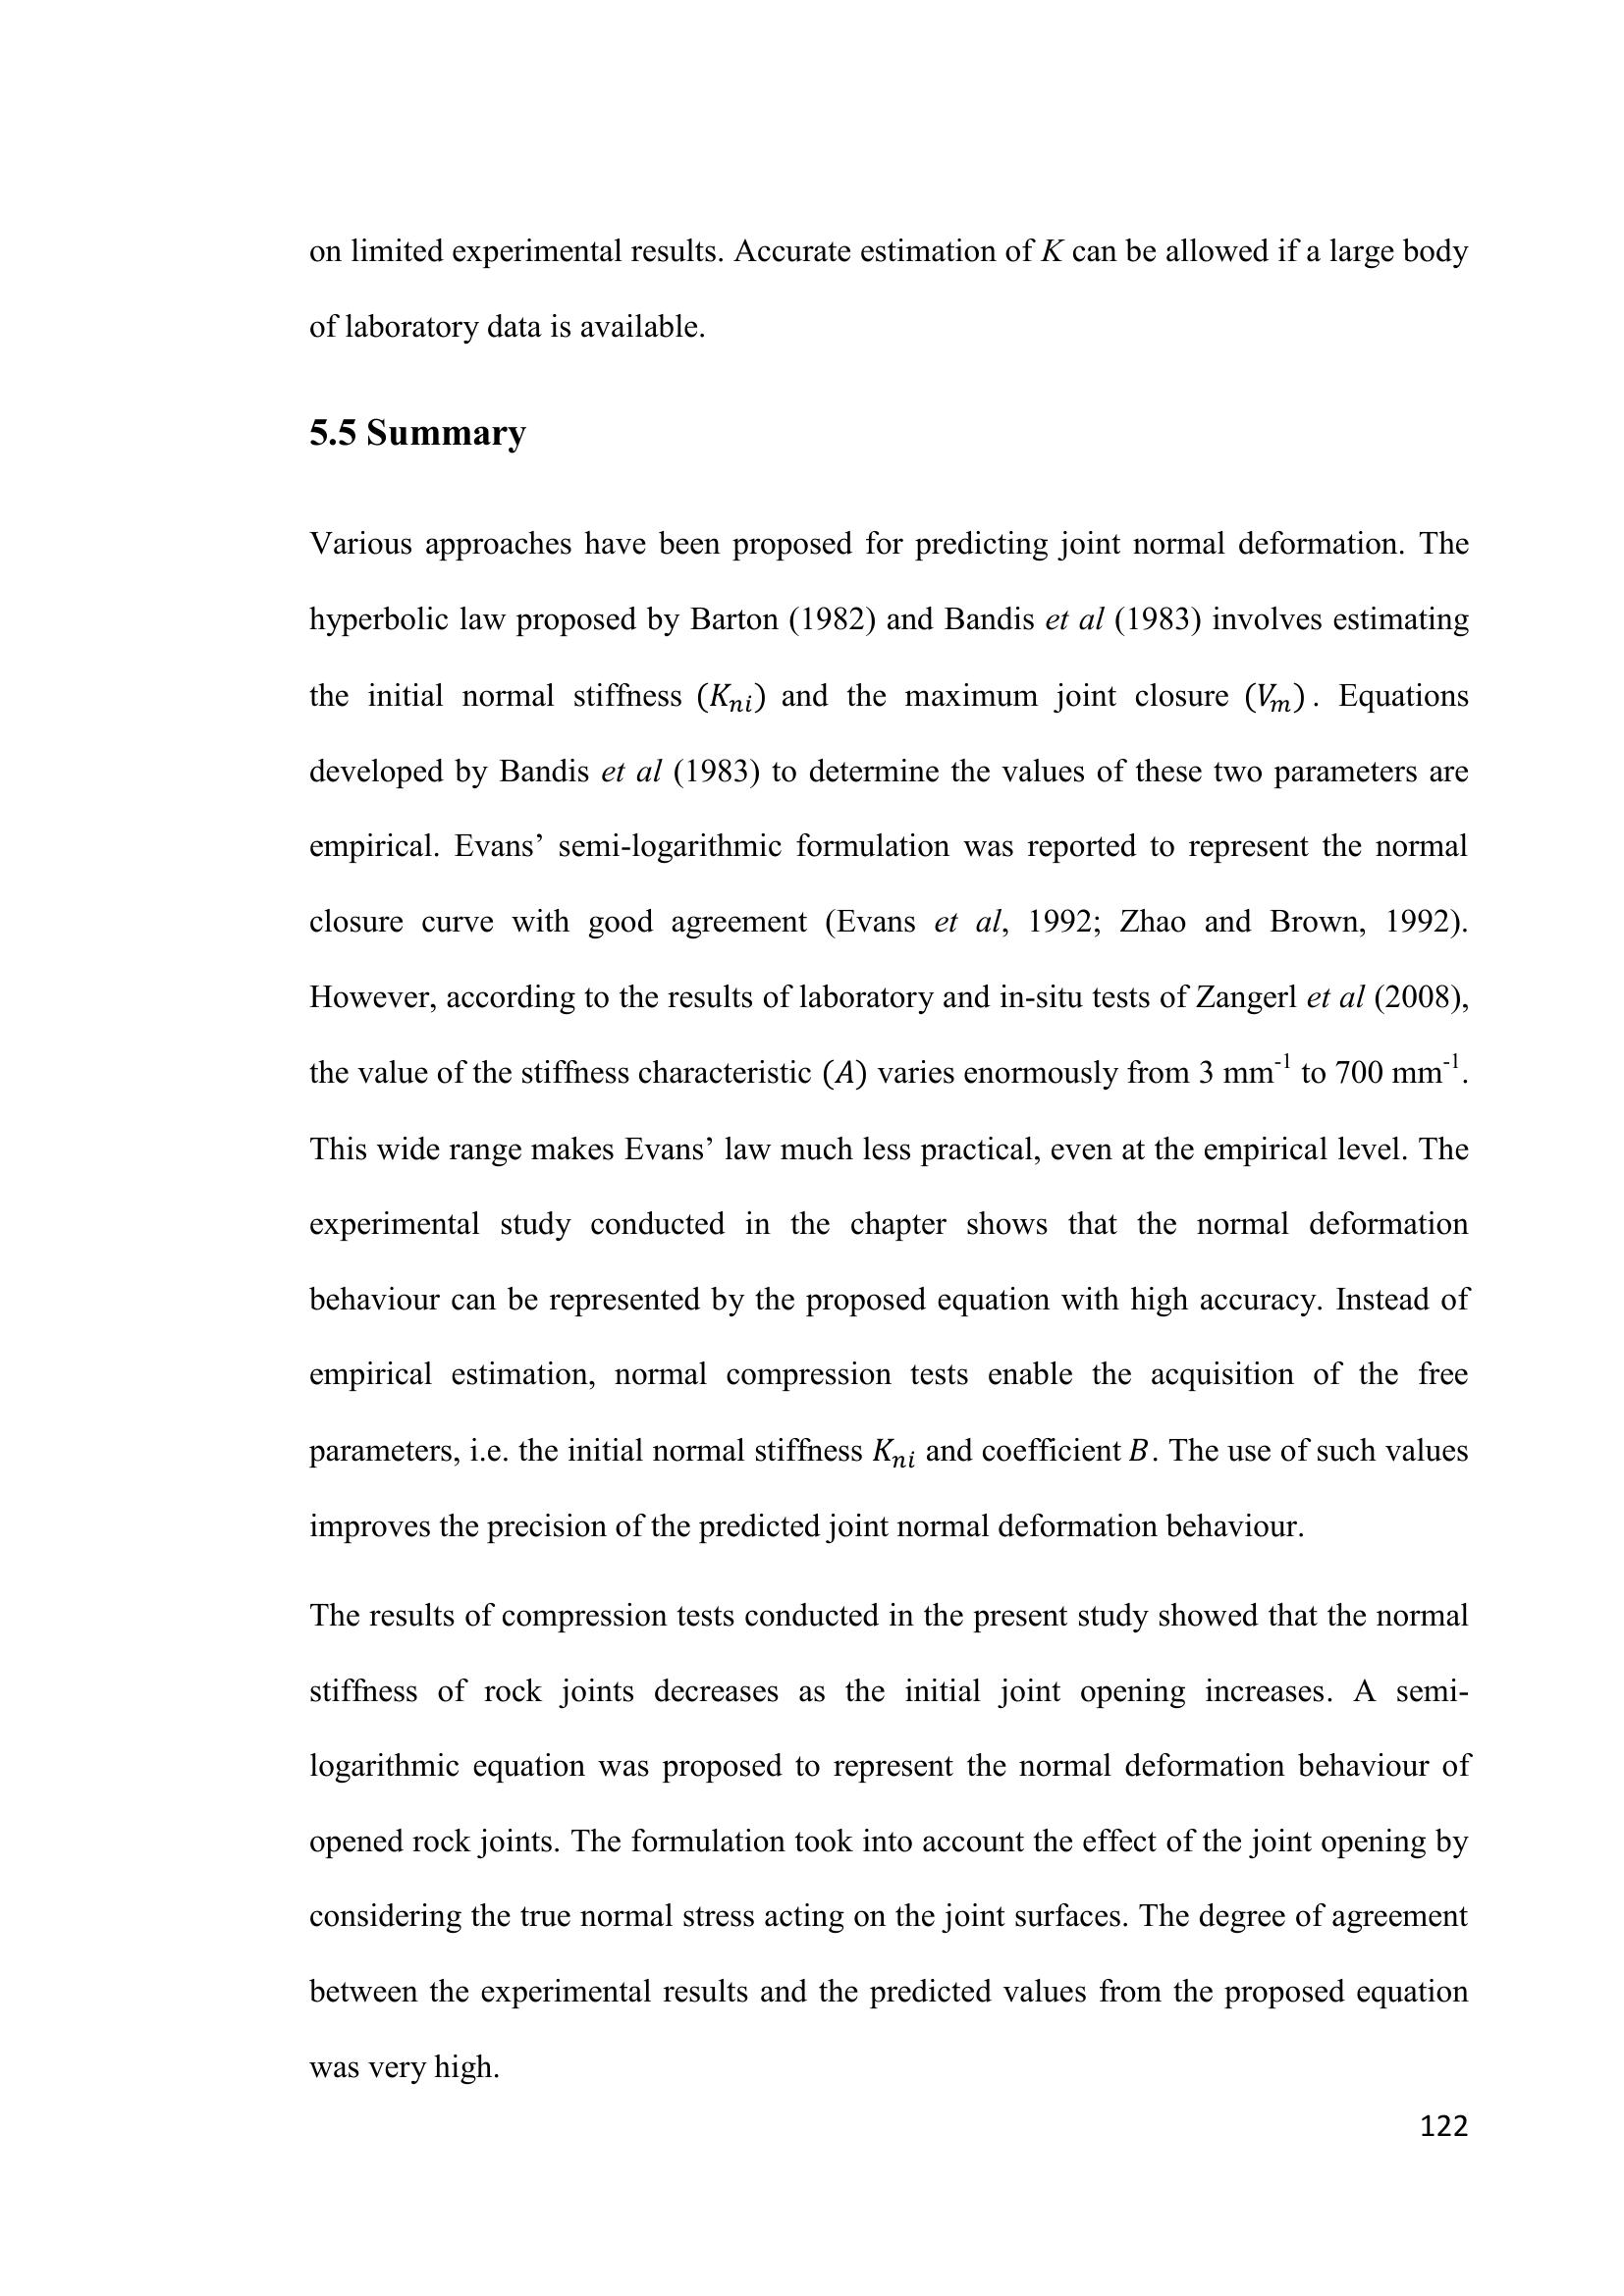 on limited experimental results. Accurate estimation of K can be allowed if a large body
of laboratory data is available.
5.5 Summary
Various approaches have been proposed for predicting joint normal deformation. The
hyperbolic law proposed by Barton (1982) and Bandis et al (1983) involves estimating
the initial normal stiffness (Kₙᵢ) and the maximum joint closure (Vₘ). Equations
developed by Bandis et al (1983) to determine the values of these two parameters are
empirical. Evans’ semi-logarithmic formulation was reported to represent the normal
closure curve with good agreement (Evans et al, 1992; Zhao and Brown, 1992).
However, according to the results of laboratory and in-situ tests of Zangerl et al (2008),
the value of the stiffness characteristic (A) varies enormously from 3 mm⁻¹ to 700 mm⁻¹.
This wide range makes Evans’ law much less practical, even at the empirical level. The
experimental study conducted in the chapter shows that the normal deformation
behaviour can be represented by the proposed equation with high accuracy. Instead of
empirical estimation, normal compression tests enable the acquisition of the free
parameters, i.e. the initial normal stiffness Kₙᵢ and coefficient B. The use of such values
improves the precision of the predicted joint normal deformation behaviour.
The results of compression tests conducted in the present study showed that the normal
stiffness of rock joints decreases as the initial joint opening increases. A semi-
logarithmic equation was proposed to represent the normal deformation behaviour of
opened rock joints. The formulation took into account the effect of the joint opening by
considering the true normal stress acting on the joint surfaces. The degree of agreement
between the experimental results and the predicted values from the proposed equation
was very high.
122